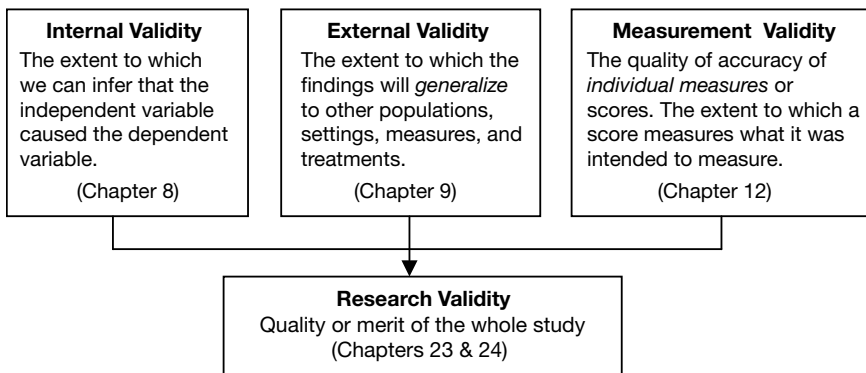 Internal Validity
The extent to which
we can infer that the
independent variable
caused the dependent
variable.
(Chapter 8)
External Validity
The extent to which the
findings will generalize
to other populations,
settings, measures, and
treatments.
(Chapter 9)
Measurement Validity
The quality of accuracy of
individual measures or
scores. The extent to which a
score measures what it was
intended to measure.
(Chapter 12)
Research Validity
Quality or merit of the whole study
(Chapters 23 & 24)